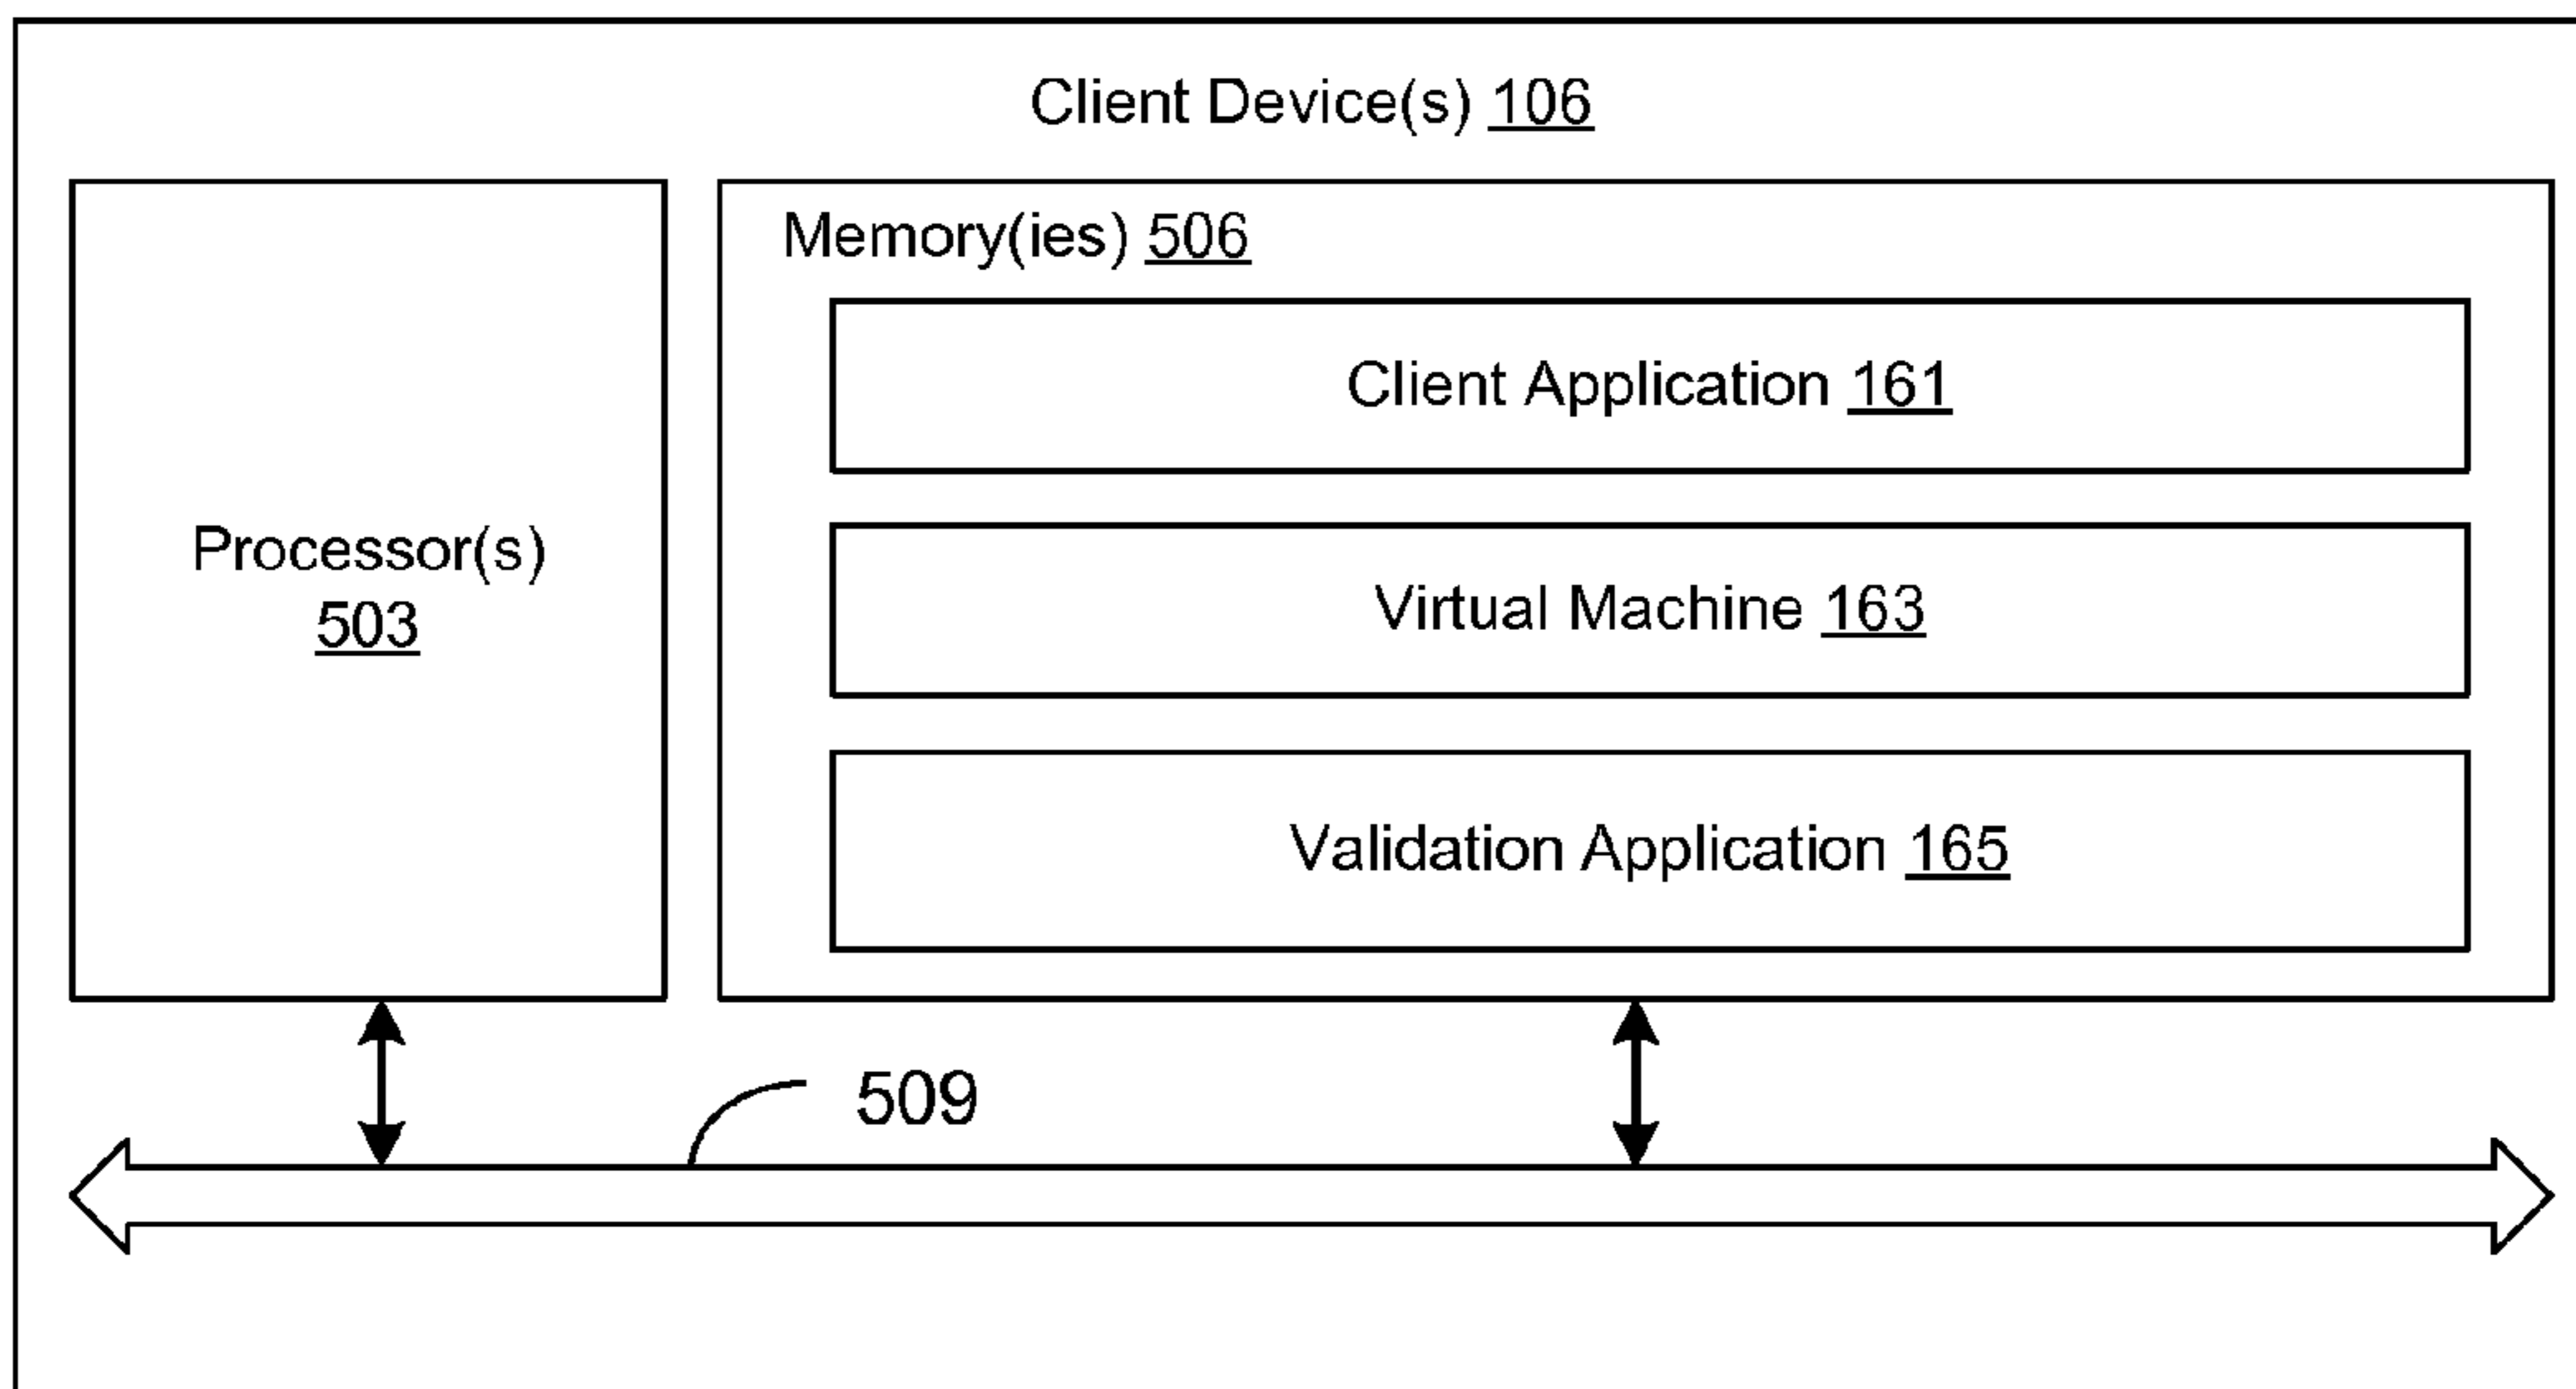 Client Device(s) 106
Memory(ies) 506
Client Application 161
Processor(s)
503
Virtual Machine 163
Validation Application 165
509